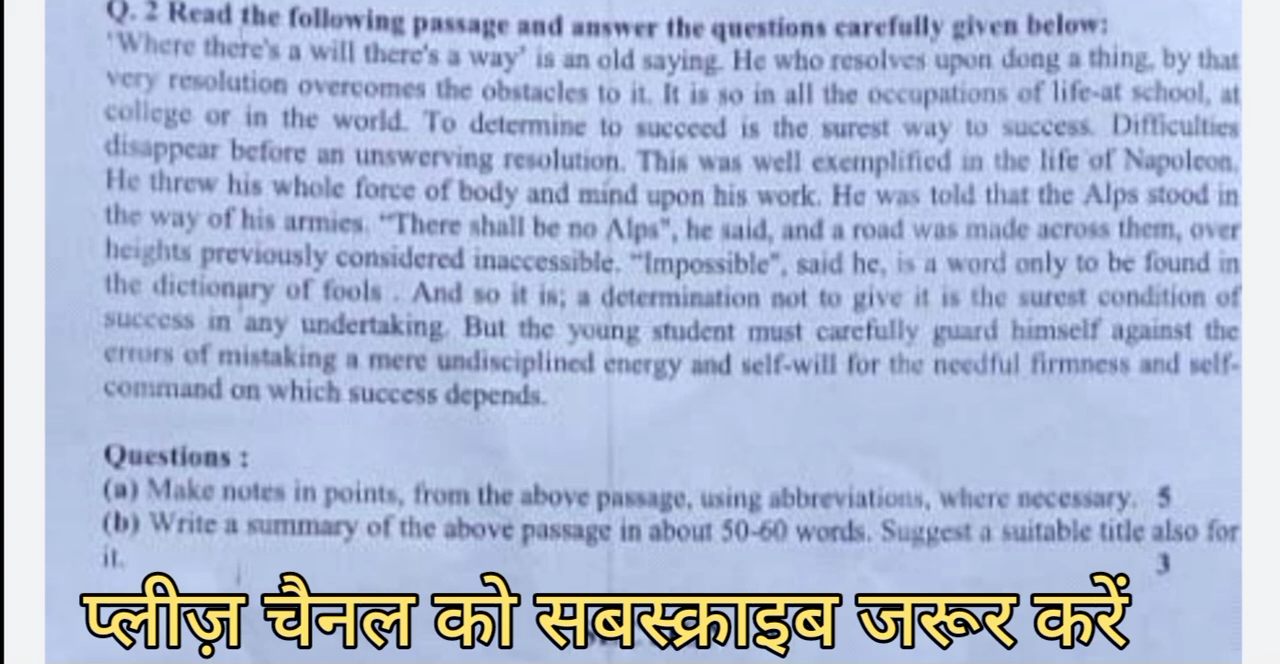 Q. 2 Read the following passage and answer the questions carefully given below:
'Where there's a will there's a way' is an old saying. He who resolves upon dong a thing, by that
very resolution overcomes the obstacles to it. It is so in all the occupations of life-at school, at
college or in the world. To determine to succeed is the surest way to success. Difficulties
disappear before an unswerving resolution. This was well exemplified in the life of Napoleon.
He threw his whole force of body and mind upon his work. He was told that the Alps stood in
the way of his armies. "There shall be no Alps", he said, and a road was made across them, over
heights previously considered inaccessible. "Impossible", said he, is a word only to be found in
the dictionary of fools . And so it is; a determination not to give it is the surest condition of
success in any undertaking. But the young student must carefully guard himself against the
errors of mistaking a mere undisciplined energy and self-will for the needful firmness and self-
command on which success depends.
Questions :
(a) Make notes in points, from the above passage, using abbreviations, where necessary. 5
(b) Write a summary of the above passage in about 50-60 words. Suggest a suitable title also for
it. 3
प्लीज़ चैनल को सबस्क्राइब जरूर करें